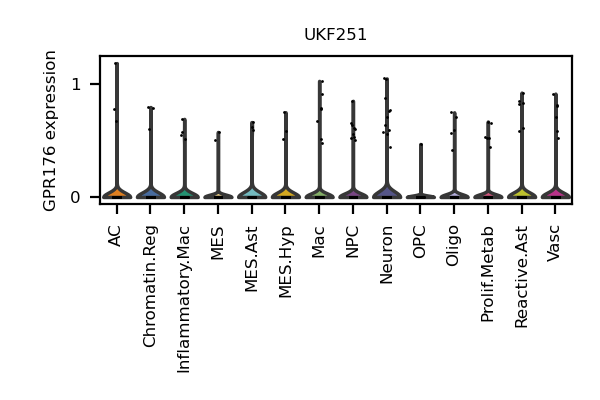 UKF251
GPR176 expression
1
0
AC
Chromatin.Reg
Inflammatory.Mac
MES
MES.Ast
MES.Hyp
Mac
NPC
Neuron
OPC
Oligo
Prolif.Metab
Reactive.Ast
Vasc